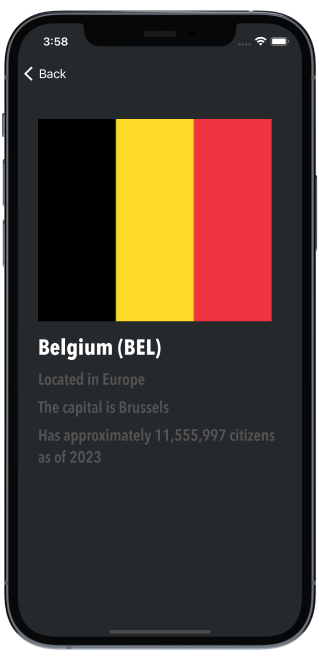 3:58
Back
Belgium (BEL)
Located in Europe
The capital is Brussels
Has approximately 11,555,997 citizens
as of 2023